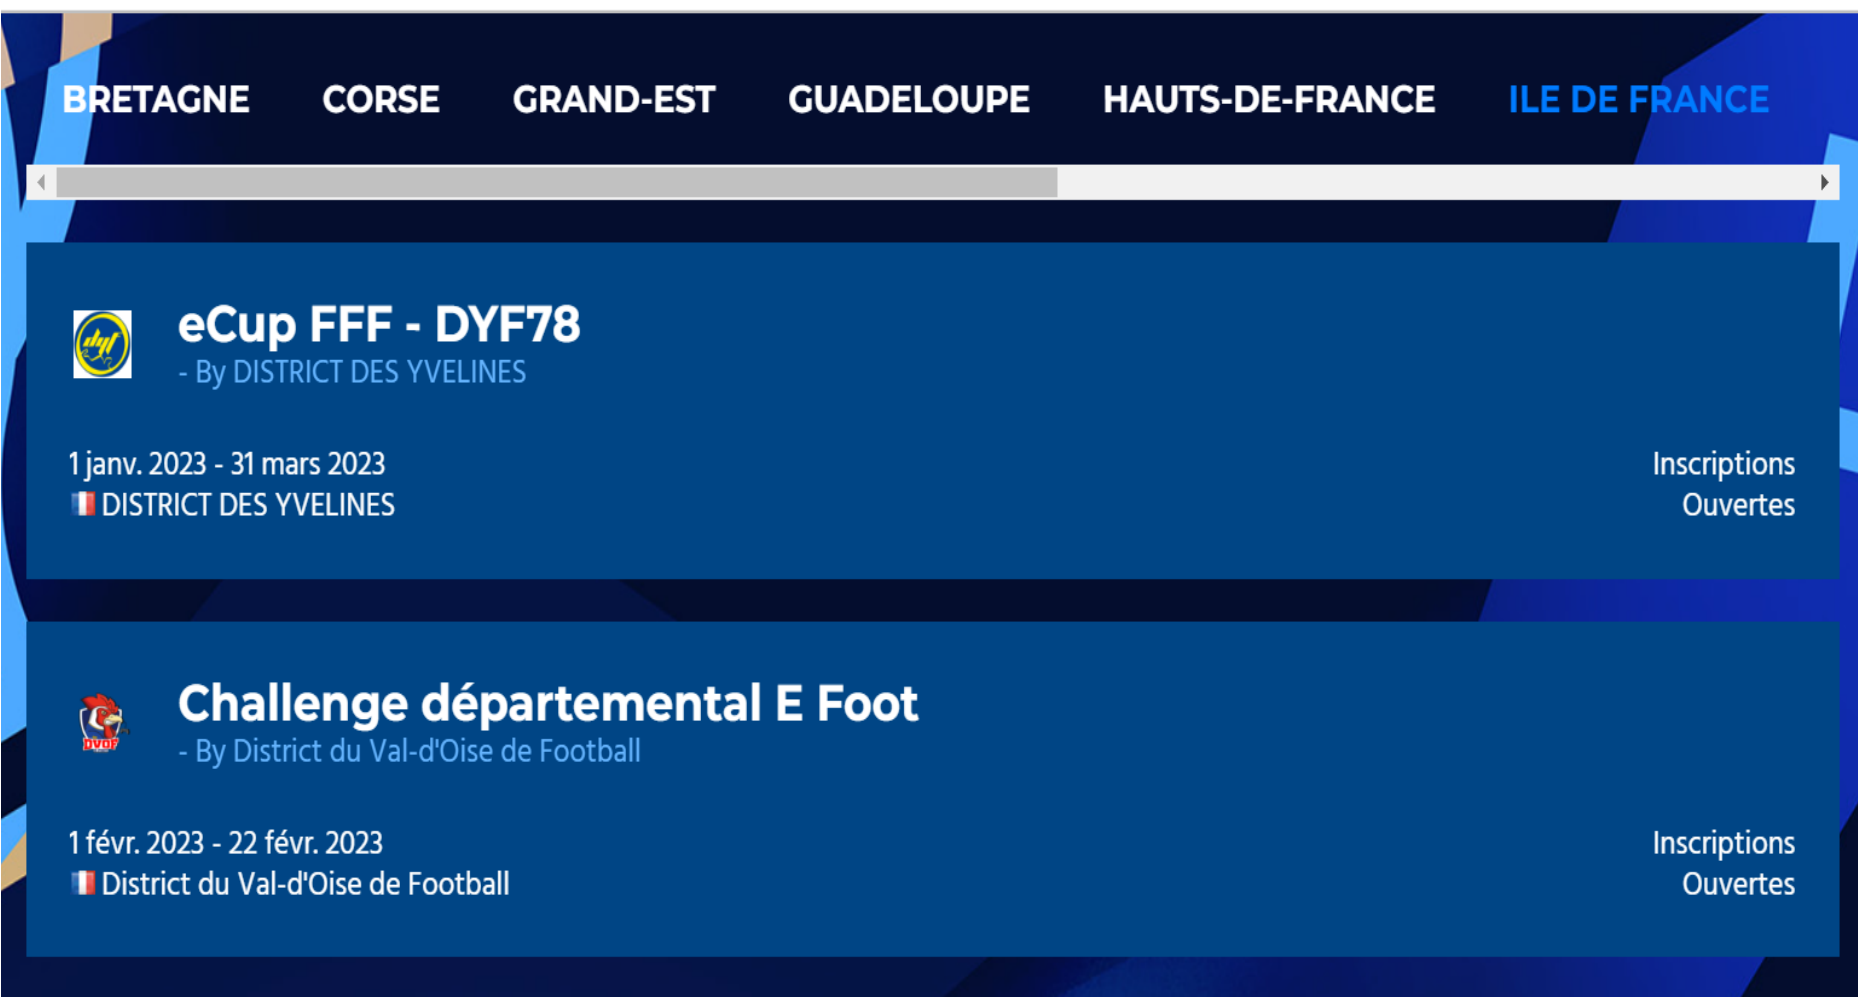 BRETAGNE CORSE GRAND-EST GUADELOUPE HAUTS-DE-FRANCE ILE DE FRANCE
dyf
eCup FFF - DYF78
- By DISTRICT DES YVELINES
1 janv. 2023 - 31 mars 2023
Inscriptions
DISTRICT DES YVELINES
Ouvertes
DVOF
Challenge départemental E Foot
- By District du Val-d'Oise de Football
1 févr. 2023 - 22 févr. 2023
Inscriptions
District du Val-d'Oise de Football
Ouvertes